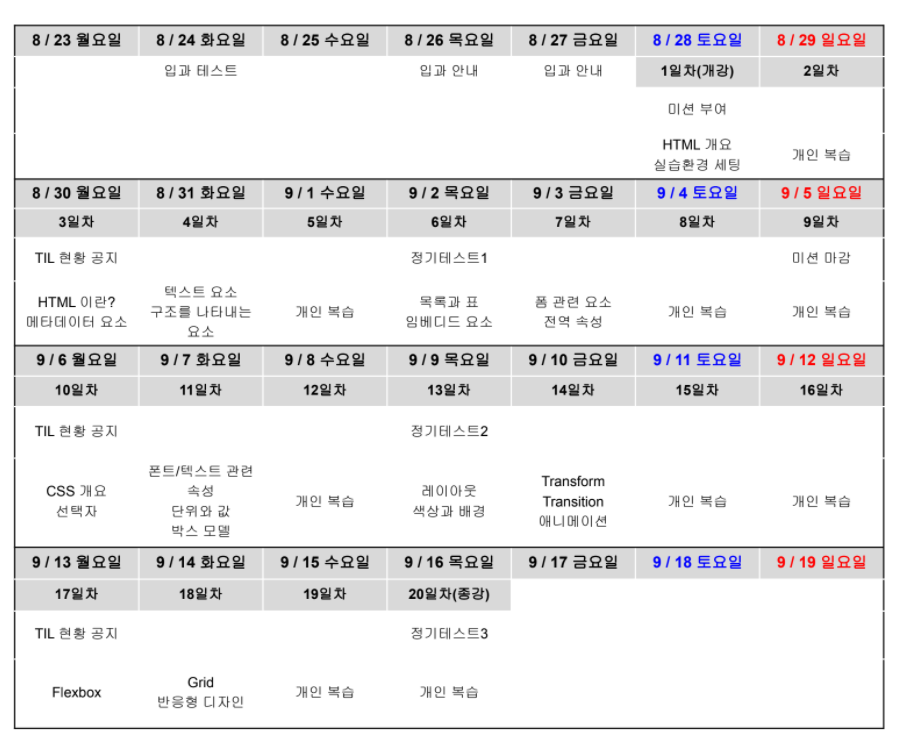 8 / 23 월요일 8 / 24 화요일 8 / 25 수요일 8 / 26 목요일 8 / 27 금요일 8 / 28 토요일 8 / 29 일요일
입과 테스트 입과 안내 입과 안내 1일차(개강) 2일차
미션 부여
HTML 개요
실습환경 세팅
개인 복습
8 / 30 월요일 8 / 31 화요일 9 / 1 수요일 9 / 2 목요일 9 / 3 금요일 9 / 4 토요일 9 / 5 일요일
3일차 4일차 5일차 6일차 7일차 8일차 9일차
TIL 현황 공지 정기테스트1 미션 마감
HTML 이란?
메타데이터 요소
텍스트 요소
구조를 나타내는
요소
개인 복습
목록과 표
임베디드 요소
폼 관련 요소
전역 속성
개인 복습
개인 복습
9 / 6 월요일 9 / 7 화요일 9 / 8 수요일 9 / 9 목요일 9 / 10 금요일 9 / 11 토요일 9 / 12 일요일
10일차 11일차 12일차 13일차 14일차 15일차 16일차
TIL 현황 공지 정기테스트2
CSS 개요
선택자
폰트/텍스트 관련
속성
단위와 값
박스 모델
개인 복습
레이아웃
색상과 배경
Transform
Transition
애니메이션
개인 복습
개인 복습
9 / 13 월요일 9 / 14 화요일 9 / 15 수요일 9 / 16 목요일 9 / 17 금요일 9 / 18 토요일 9 / 19 일요일
17일차 18일차 19일차 20일차(종강)
TIL 현황 공지 정기테스트3
Flexbox
Grid
반응형 디자인
개인 복습
개인 복습